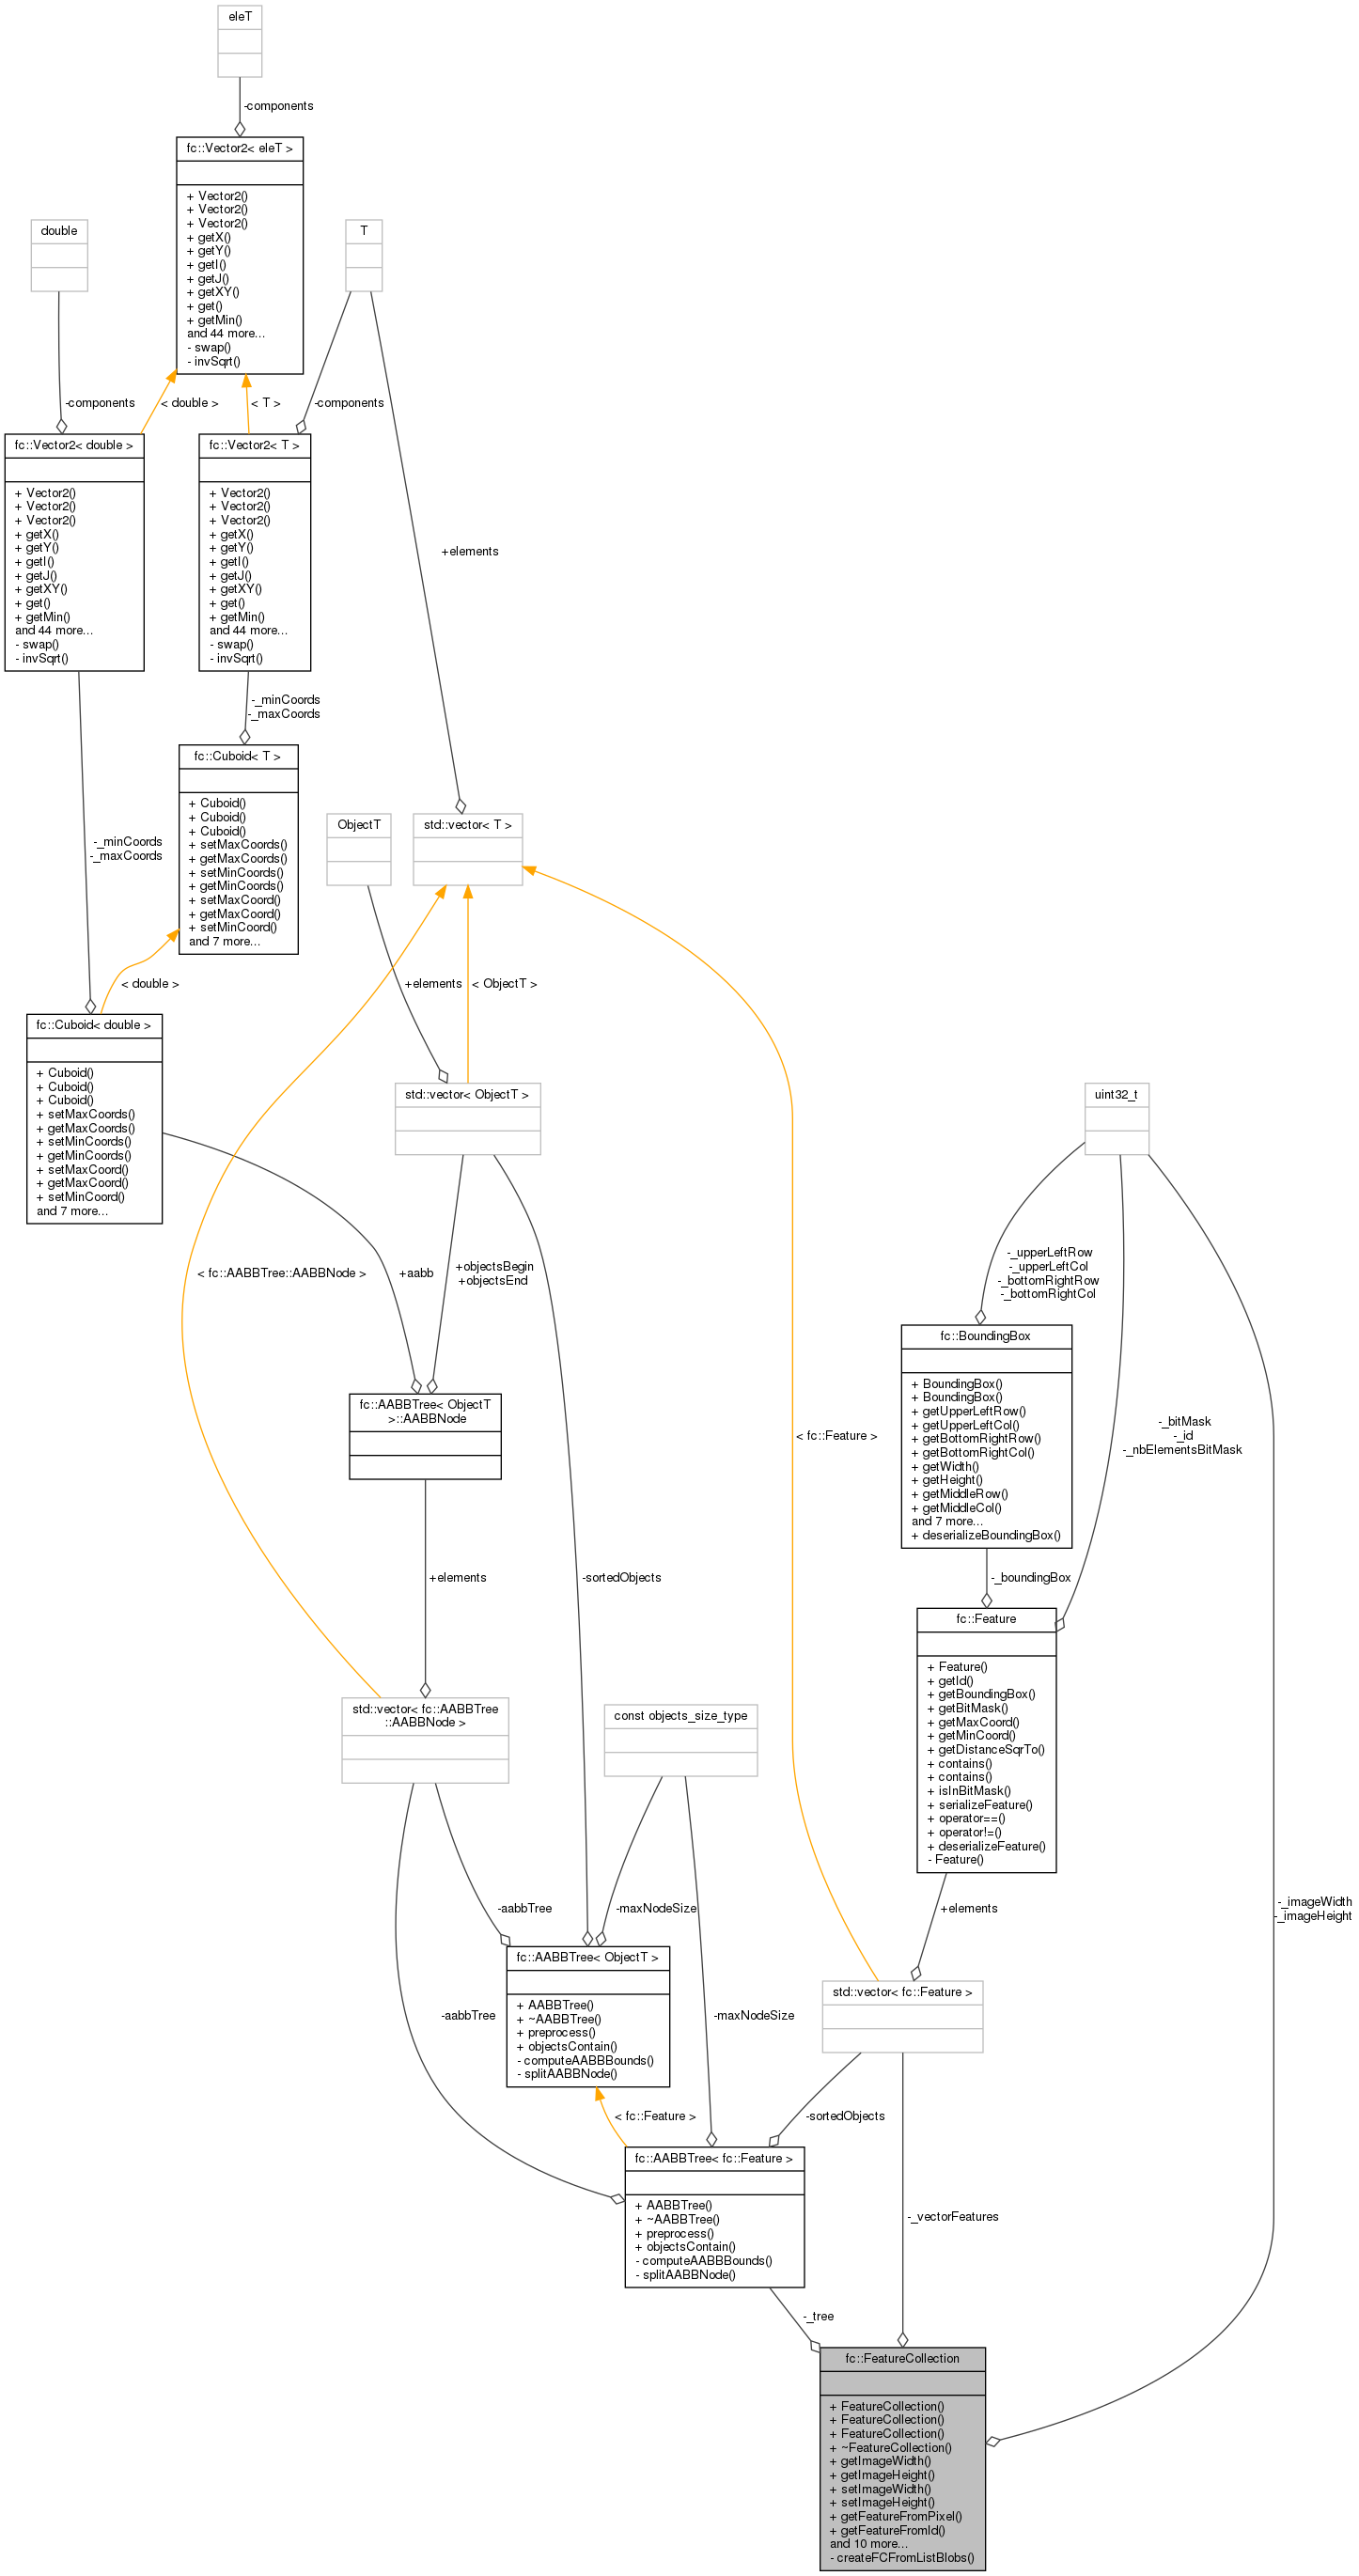 eleT
-components
fc::Vector2< eleT >
+ Vector2()
+ Vector2()
+ Vector2()
+ getX()
+ getY()
+ getI()
+ getJ()
+ getXY()
+ get()
+ getMin()
and 44 more...
- swap()
- invSqrt()
double
T
-components
< double >
< T >
-components
fc::Vector2< double >
+ Vector2()
+ Vector2()
+ Vector2()
+ getX()
+ getY()
+ getI()
+ getJ()
+ getXY()
+ get()
+ getMin()
and 44 more...
- swap()
- invSqrt()
fc::Vector2< T >
+ Vector2()
+ Vector2()
+ Vector2()
+ getX()
+ getY()
+ getI()
+ getJ()
+ getXY()
+ get()
+ getMin()
and 44 more...
- swap()
- invSqrt()
+elements
-_minCoords
-_maxCoords
fc::Cuboid< T >
+ Cuboid()
+ Cuboid()
+ Cuboid()
+ setMaxCoords()
+ getMaxCoords()
+ setMinCoords()
+ getMinCoords()
+ setMaxCoord()
+ getMaxCoord()
+ setMinCoord()
and 7 more...
ObjectT
std::vector< T >
-_minCoords
-_maxCoords
< double >
+elements
< ObjectT >
fc::Cuboid< double >
+ Cuboid()
+ Cuboid()
+ Cuboid()
+ setMaxCoords()
+ getMaxCoords()
+ setMinCoords()
+ getMinCoords()
+ setMaxCoord()
+ getMaxCoord()
+ setMinCoord()
and 7 more...
std::vector< ObjectT >
uint32_t
< fc::AABBTree::AABBNode >
+aabb
+objectsBegin
+objectsEnd
-_upperLeftRow
-_upperLeftCol
-_bottomRightRow
-_bottomRightCol
fc::BoundingBox
+ BoundingBox()
+ BoundingBox()
+ getUpperLeftRow()
+ getUpperLeftCol()
+ getBottomRightRow()
+ getBottomRightCol()
+ getWidth()
+ getHeight()
+ getMiddleRow()
+ getMiddleCol()
and 7 more...
+ deserializeBoundingBox()
fc::AABBTree< ObjectT
>::AABBNode
< fc::Feature >
-_bitMask
-_id
-_nbElementsBitMask
+elements
-sortedObjects
-_boundingBox
fc::Feature
+ Feature()
+ getId()
+ getBoundingBox()
+ getBitMask()
+ getMaxCoord()
+ getMinCoord()
+ getDistanceSqrTo()
+ contains()
+ contains()
+ isInBitMask()
+ serializeFeature()
+ operator==()
+ operator!=()
+ deserializeFeature()
- Feature()
std::vector< fc::AABBTree
::AABBNode >
const objects_size_type
-aabbTree
-maxNodeSize
+elements
-_imageWidth
-_imageHeight
fc::AABBTree< ObjectT >
+ AABBTree()
+ ~AABBTree()
+ preprocess()
+ objectsContain()
- computeAABBBounds()
- splitAABBNode()
std::vector< fc::Feature >
-aabbTree
-maxNodeSize
< fc::Feature >
-sortedObjects
fc::AABBTree< fc::Feature >
+ AABBTree()
+ ~AABBTree()
+ preprocess()
+ objectsContain()
- computeAABBBounds()
- splitAABBNode()
-_vectorFeatures
-_tree
fc::FeatureCollection
+ FeatureCollection()
+ FeatureCollection()
+ FeatureCollection()
+ ~FeatureCollection()
+ getImageWidth()
+ getImageHeight()
+ setImageWidth()
+ setImageHeight()
+ getFeatureFromPixel()
+ getFeatureFromId()
and 10 more...
- createFCFromListBlobs()